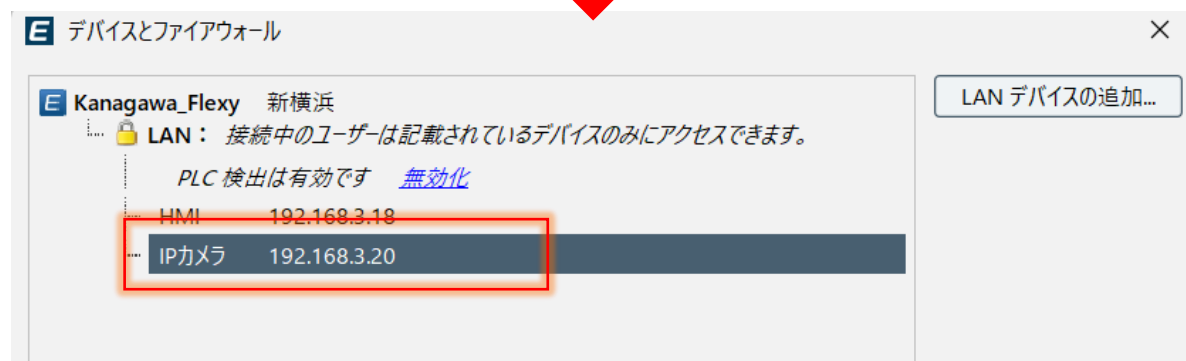 E デバイスとファイアウォール
LAN デバイスの追加...
E Kanagawa_Flexy 新横浜
LAN： 接続中のユーザーは記載されているデバイスのみにアクセスできます。
PLC 検出は有効です 無効化
HMI 192.168.3.18
IPカメラ 192.168.3.20